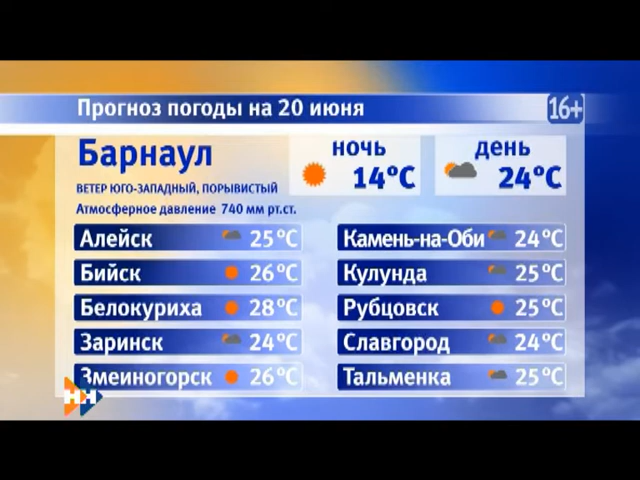 Прогноз погоды на 20 июня
16+
Барнаул
ночь
14°C
день
24°C
ВЕТЕР ЮГО-ЗАПАДНЫЙ, ПОРЫВИСТЫЙ
Атмосферное давление 740 мм рт.ст.
Алейск 25°C
Бийск 26°C
Белокуриха 28°C
Заринск 24°C
Змеиногорск 26°C
Камень-на-Оби 24°C
Кулунда 25°C
Рубцовск 25°C
Славгород 24°C
Тальменка 25°C
НН